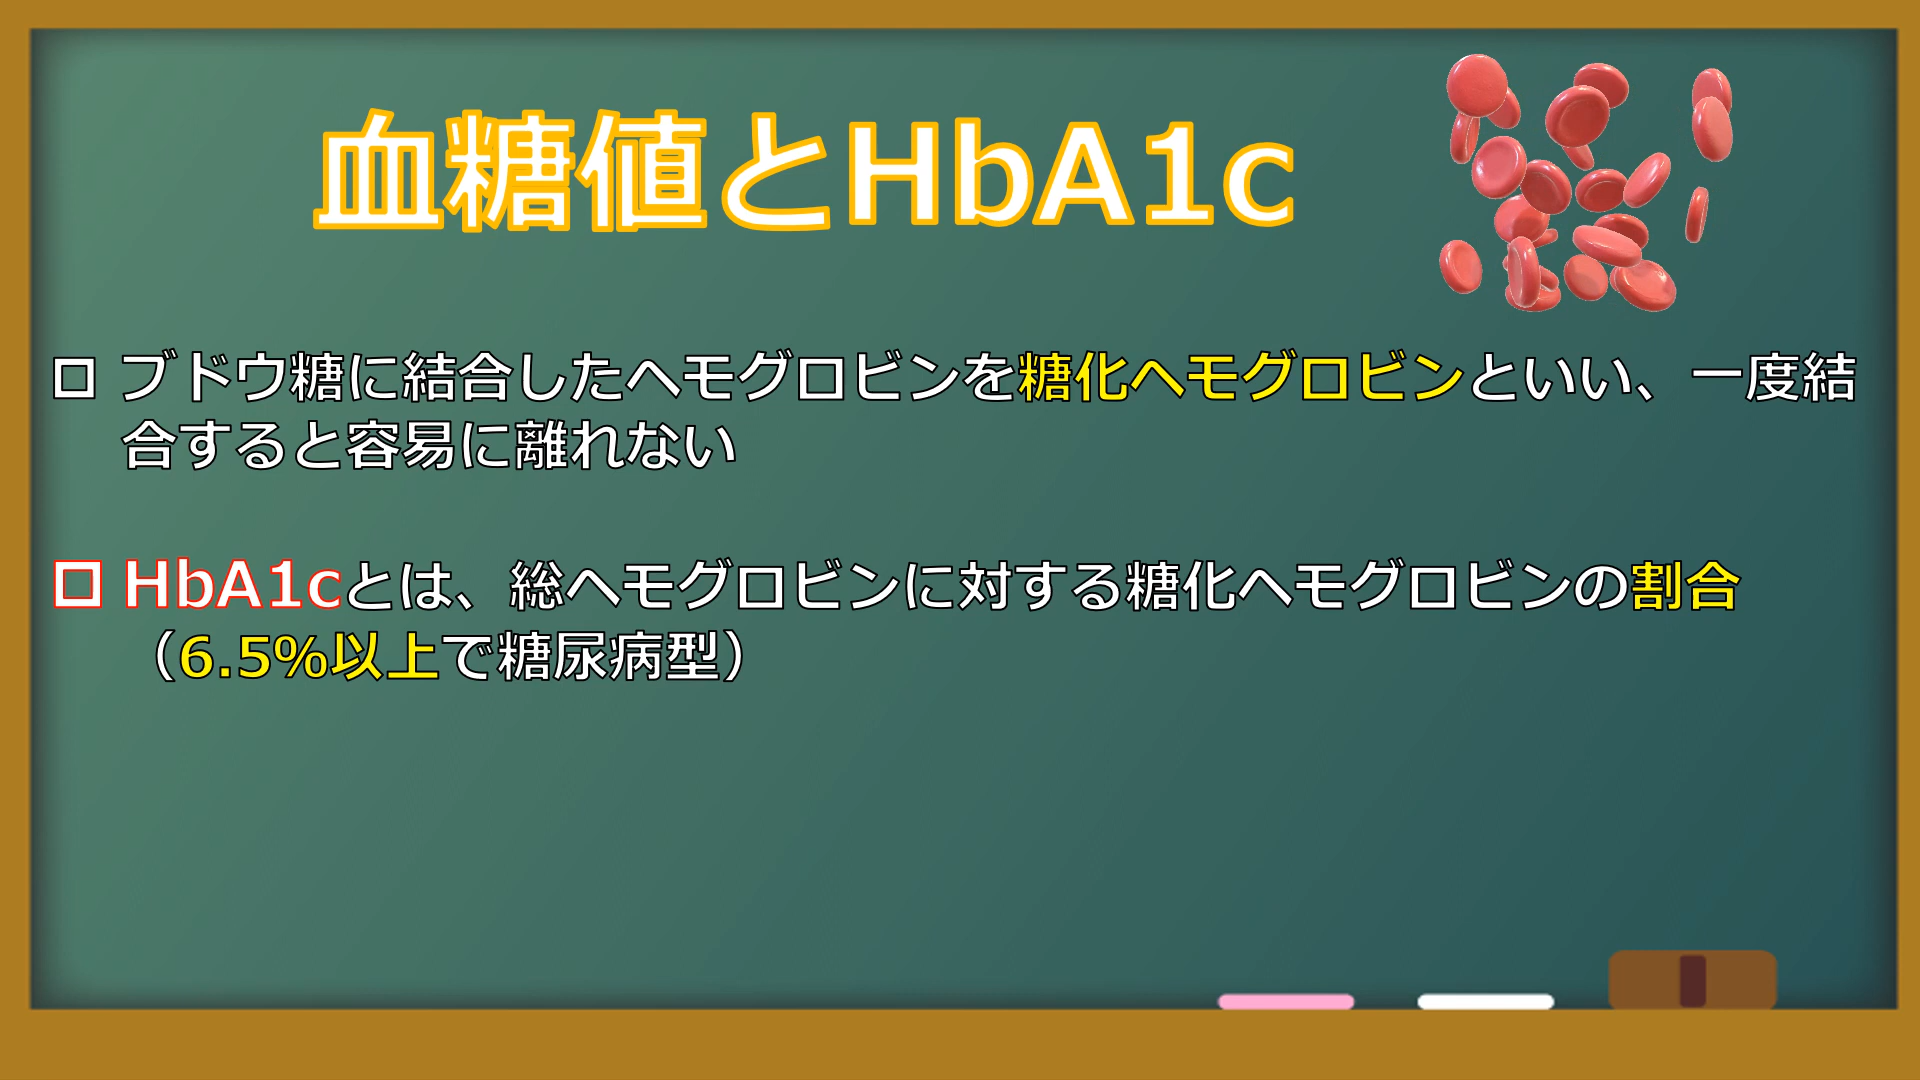 血糖値とHbA1c
□ ブドウ糖に結合したヘモグロビンを糖化ヘモグロビンといい、一度結
合すると容易に離れない
□ HbA1cとは、総ヘモグロビンに対する糖化ヘモグロビンの割合
（6.5%以上で糖尿病型）